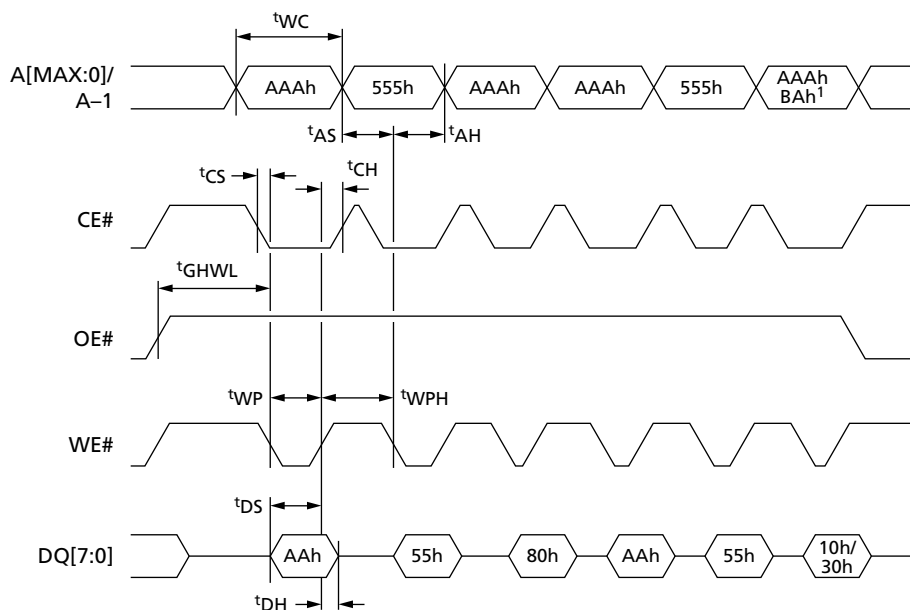 tWC
A[MAX:0]/
A–1
AAAh
555h
AAAh
AAAh
555h
AAAh
BAh1
tAS
tAH
tCS
tCH
CE#
tGHWL
OE#
tWP
tWPH
WE#
tDS
DQ[7:0]
AAh
55h
80h
AAh
55h
10h/
30h
tDH